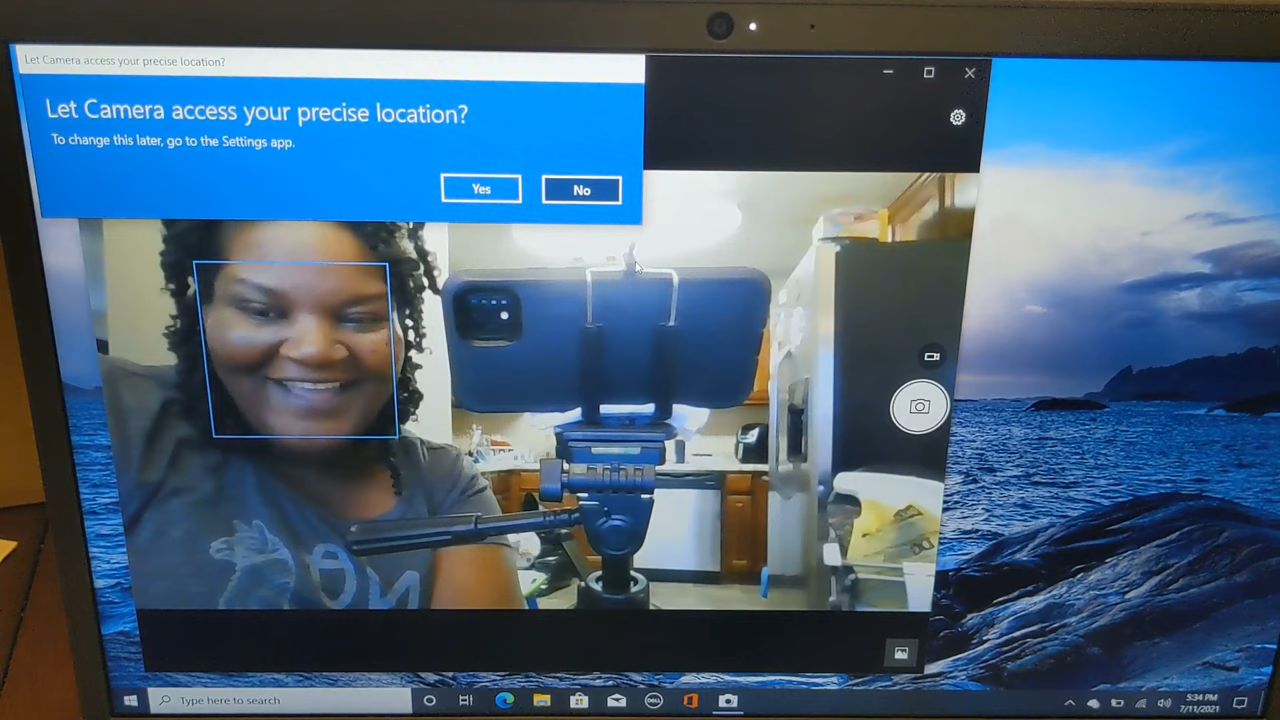 Let Camera access your precise location?
Let Camera access your precise location?
To change this later, go to the Settings app.
Yes
No
Type here to search
DELL
5:34 PM
7/11/2021